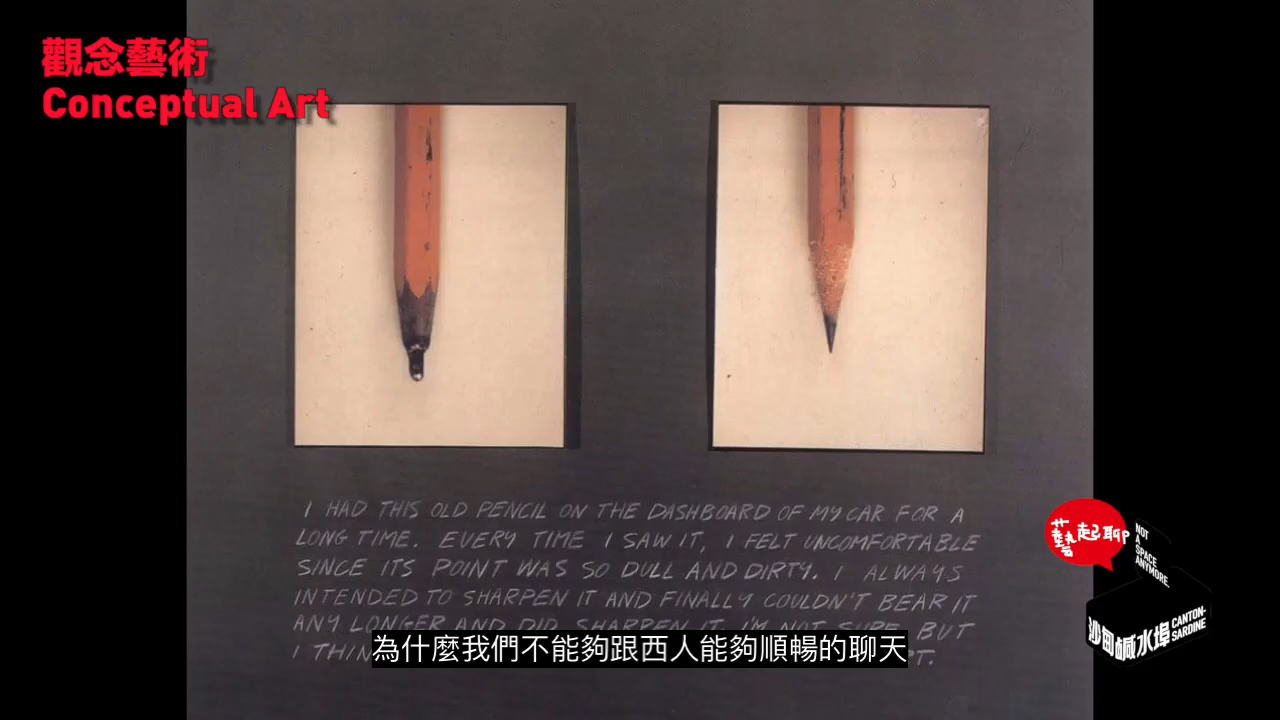 觀念藝術
Conceptual Art
I HAD THIS OLD PENCIL ON THE DASHBOARD OF MY CAR FOR A
LONG TIME. EVERY TIME I SAW IT, I FELT UNCOMFORTABLE
SINCE ITS POINT WAS SO DULL AND DIRTY. I ALWAYS
INTENDED TO SHARPEN IT AND FINALLY COULDN'T BEAR IT
ANY LONGER AND DID SHARPEN IT. I'M NOT SURE, BUT
I
為什麼我們不能夠跟西人能夠順暢的聊天
藝起聊
NOT
A
SPACE
ANYMORE
CANTON-
SARDINE
沙甸鹹水埠